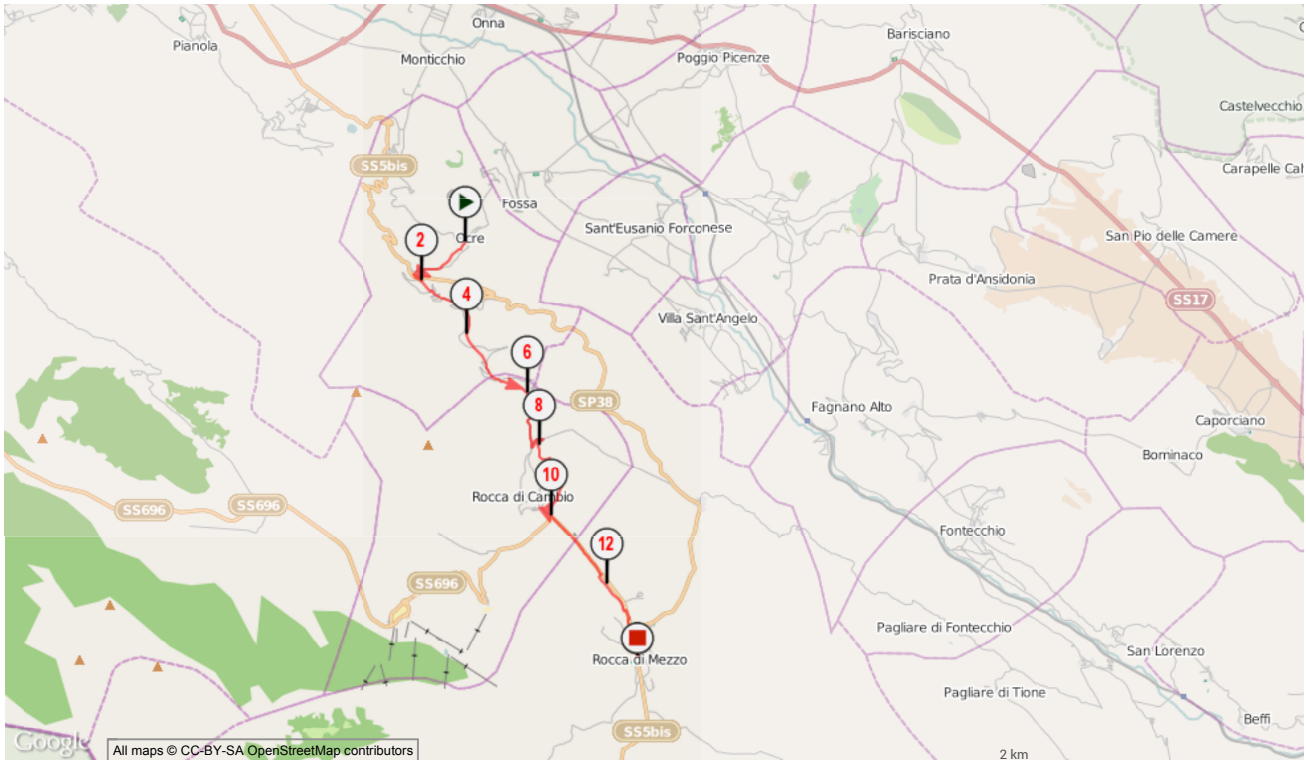 Onna
Pianola
Monticchio
Poggio Picenze
Barisciano
Castelvecchio
SS5bis
Carapelle Cal
Fossa
Ocre
2
Sant'Eusanio Forconese
San Pio delle Camere
Prata d'Ansidonia
4
SS17
Villa Sant'Angelo
6
SP38
8
Fagnano Alto
Caporciano
Bominaco
10
Rocca di Cambio
SS696
SS696
12
Fontecchio
SS696
Pagliare di Fontecchio
Rocca di Mezzo
San Lorenzo
Pagliare di Tione
SS5bis
Beffi
Google
All maps © CC-BY-SA OpenStreetMap contributors
2 km